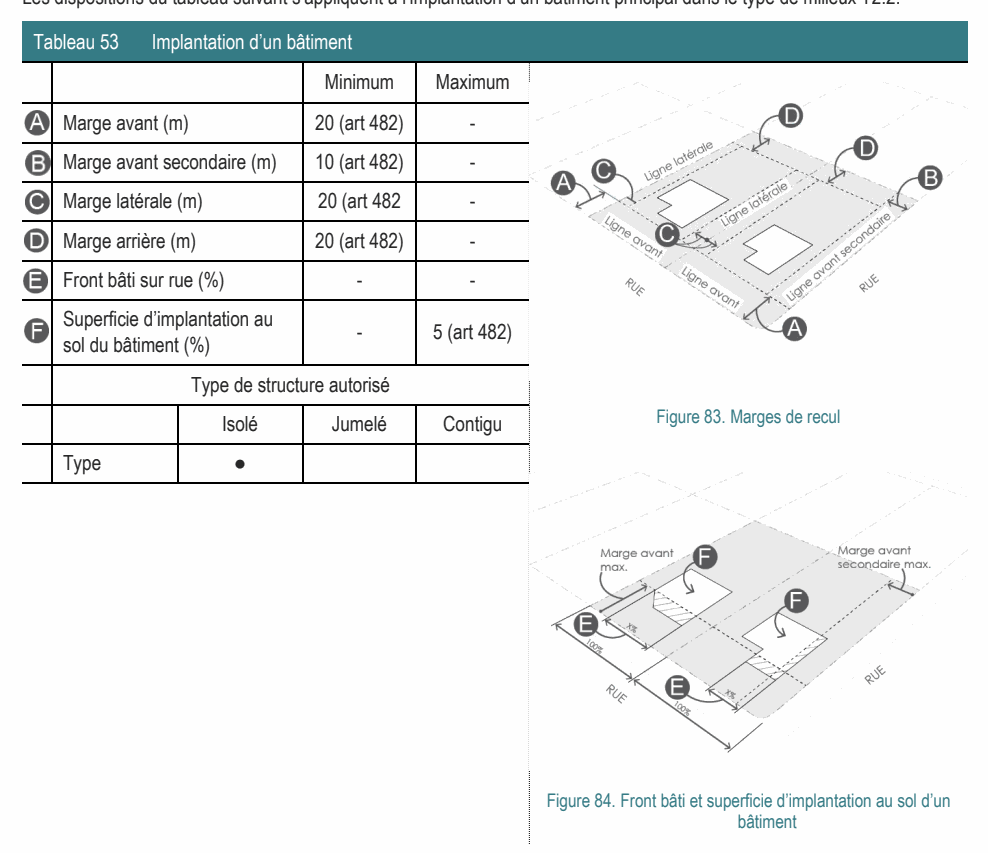 Les dispositions du tableau suivant s'appliquent à l'implantation d'un bâtiment principal dans le type de milieux T2.2.
Tableau 53 Implantation d'un bâtiment
Minimum Maximum
A Marge avant (m) 20 (art 482) -
B Marge avant secondaire (m) 10 (art 482) -
C Marge latérale (m) 20 (art 482 -
D Marge arrière (m) 20 (art 482) -
E Front bâti sur rue (%) - -
F Superficie d'implantation au
sol du bâtiment (%) - 5 (art 482)
Type de structure autorisé
Isolé Jumelé Contigu
Type ●
D
D
Ligne latérale
C
A
B
Ligne latérale
C
Ligne avant
Ligne avant secondaire
Ligne avant
RUE
RUE
A
Figure 83. Marges de recul
Marge avant
max.
F
Marge avant
secondaire max.
F
E
X%
100%
E
X%
100%
RUE
RUE
Figure 84. Front bâti et superficie d'implantation au sol d'un
bâtiment